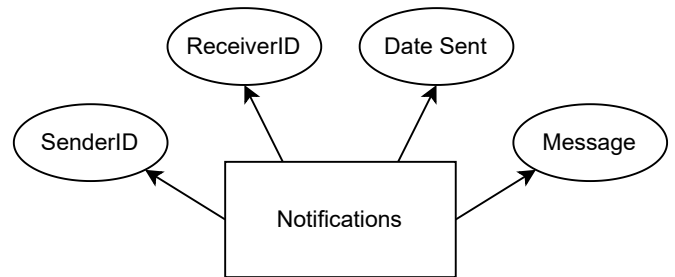 ReceiverID
Date Sent
SenderID
Message
Notifications